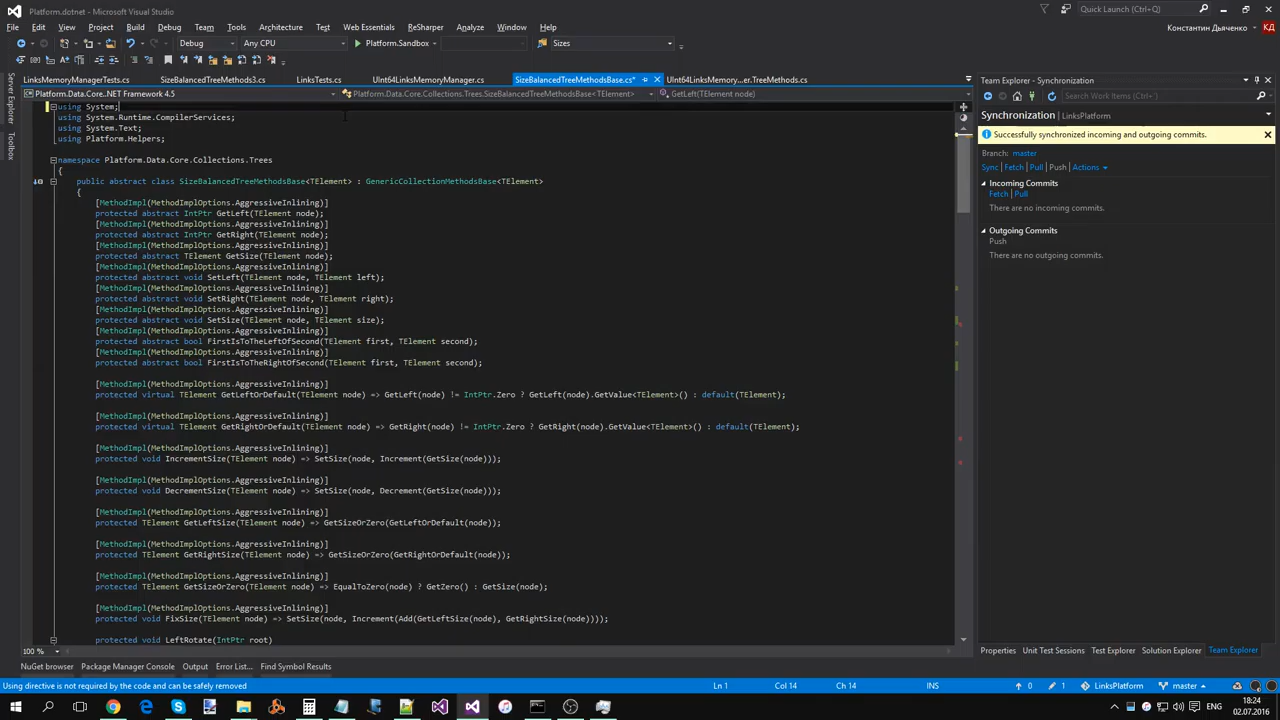 Platform.dotnet - Microsoft Visual Studio
Quick Launch (Ctrl+Q)
File Edit View Project Build Debug Team Tools Architecture Test Web Essentials ReSharper Analyze Window Help
Константин Дьяченко КД
Debug Any CPU Platform.Sandbox Sizes
LinksMemoryManagerTests.cs SizeBalancedTreeMethods3.cs LinksTests.cs UInt64LinksMemoryManager.cs SizeBalancedTreeMethodsBase.cs* UInt64LinksMemory...er.TreeMethods.cs
Platform.Data.Core..NET Framework 4.5 Platform.Data.Core.Collections.Trees.SizeBalancedTreeMethodsBase<TElement> GetLeft(TElement node)
Server Explorer
Toolbox
using System;
using System.Runtime.CompilerServices;
using System.Text;
using Platform.Helpers;
namespace Platform.Data.Core.Collections.Trees
{
public abstract class SizeBalancedTreeMethodsBase<TElement> : GenericCollectionMethodsBase<TElement>
{
[MethodImpl(MethodImplOptions.AggressiveInlining)]
protected abstract IntPtr GetLeft(TElement node);
[MethodImpl(MethodImplOptions.AggressiveInlining)]
protected abstract IntPtr GetRight(TElement node);
[MethodImpl(MethodImplOptions.AggressiveInlining)]
protected abstract TElement GetSize(TElement node);
[MethodImpl(MethodImplOptions.AggressiveInlining)]
protected abstract void SetLeft(TElement node, TElement left);
[MethodImpl(MethodImplOptions.AggressiveInlining)]
protected abstract void SetRight(TElement node, TElement right);
[MethodImpl(MethodImplOptions.AggressiveInlining)]
protected abstract void SetSize(TElement node, TElement size);
[MethodImpl(MethodImplOptions.AggressiveInlining)]
protected abstract bool FirstIsToTheLeftOfSecond(TElement first, TElement second);
[MethodImpl(MethodImplOptions.AggressiveInlining)]
protected abstract bool FirstIsToTheRightOfSecond(TElement first, TElement second);
[MethodImpl(MethodImplOptions.AggressiveInlining)]
protected virtual TElement GetLeftOrDefault(TElement node) => GetLeft(node) != IntPtr.Zero ? GetLeft(node).GetValue<TElement>() : default(TElement);
[MethodImpl(MethodImplOptions.AggressiveInlining)]
protected virtual TElement GetRightOrDefault(TElement node) => GetRight(node) != IntPtr.Zero ? GetRight(node).GetValue<TElement>() : default(TElement);
[MethodImpl(MethodImplOptions.AggressiveInlining)]
protected void IncrementSize(TElement node) => SetSize(node, Increment(GetSize(node)));
[MethodImpl(MethodImplOptions.AggressiveInlining)]
protected void DecrementSize(TElement node) => SetSize(node, Decrement(GetSize(node)));
[MethodImpl(MethodImplOptions.AggressiveInlining)]
protected TElement GetLeftSize(TElement node) => GetSizeOrZero(GetLeftOrDefault(node));
[MethodImpl(MethodImplOptions.AggressiveInlining)]
protected TElement GetRightSize(TElement node) => GetSizeOrZero(GetRightOrDefault(node));
[MethodImpl(MethodImplOptions.AggressiveInlining)]
protected TElement GetSizeOrZero(TElement node) => EqualToZero(node) ? GetZero() : GetSize(node);
[MethodImpl(MethodImplOptions.AggressiveInlining)]
protected void FixSize(TElement node) => SetSize(node, Increment(Add(GetLeftSize(node), GetRightSize(node))));
protected void LeftRotate(IntPtr root)
100 %
Team Explorer - Synchronization
Search Work Items (Ctrl+')
Synchronization | LinksPlatform
Successfully synchronized incoming and outgoing commits.
Branch: master
Sync Fetch Pull Push Actions
Incoming Commits
Fetch | Pull
There are no incoming commits.
Outgoing Commits
Push
There are no outgoing commits.
Properties Unit Test Sessions Test Explorer Solution Explorer Team Explorer
NuGet browser Package Manager Console Output Error List... Find Symbol Results
Using directive is not required by the code and can be safely removed Ln 1 Col 14 Ch 14 INS 0 1 LinksPlatform master
18:24
02.07.2016